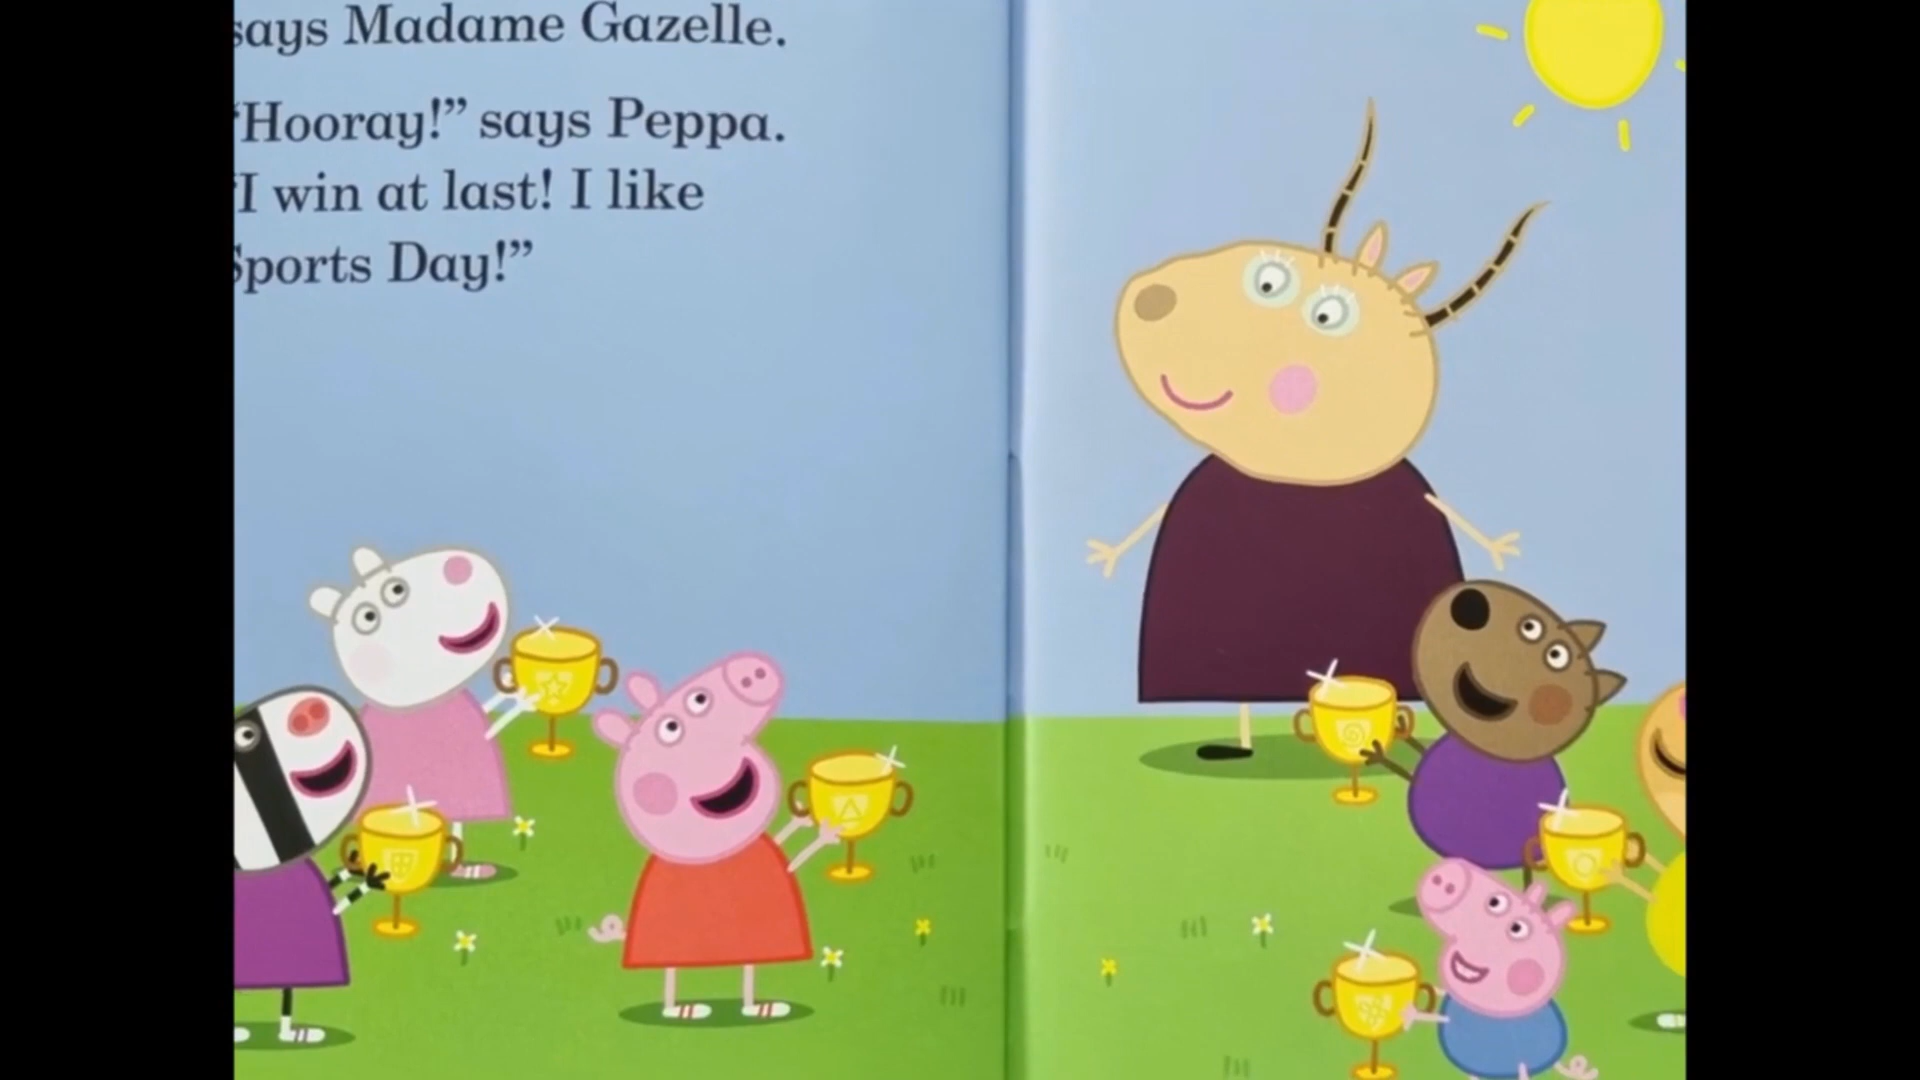 says Madame Gazelle.
“Hooray!” says Peppa.
“I win at last! I like
Sports Day!”